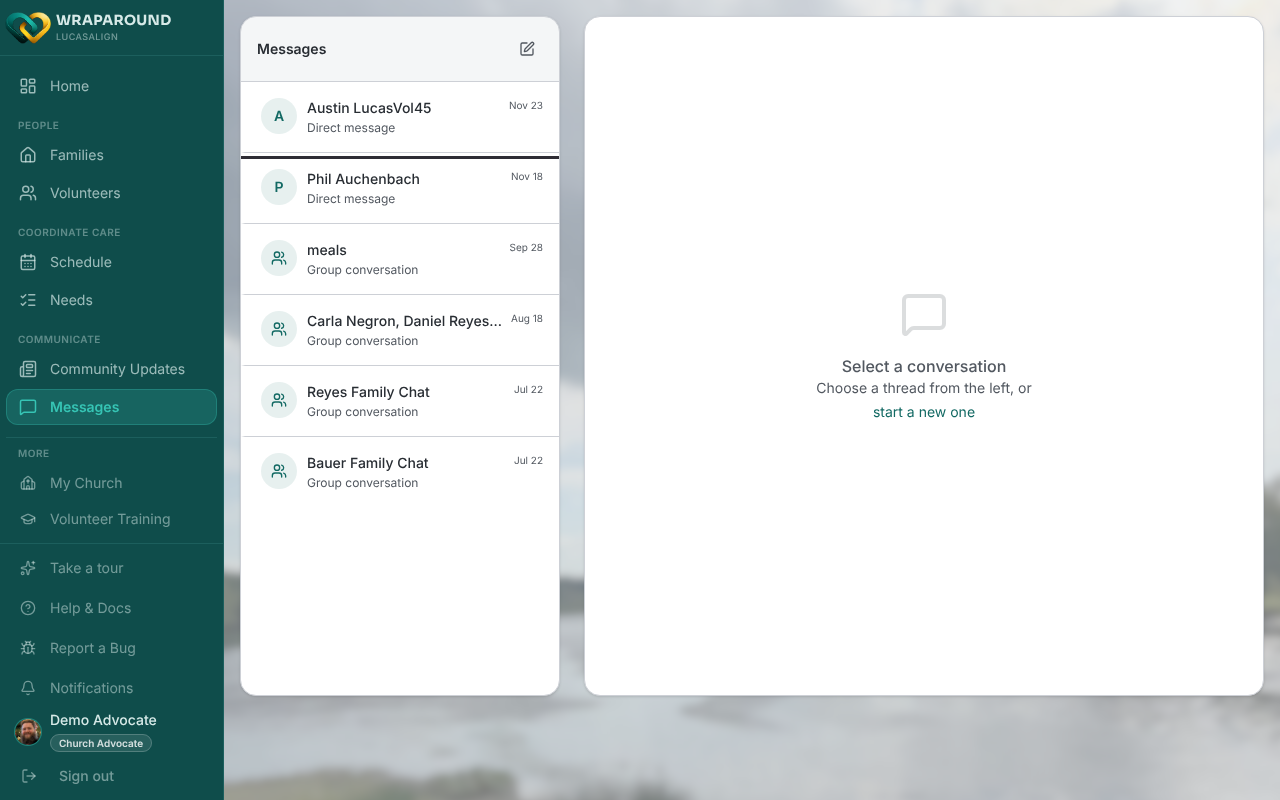 WRAPAROUND
LUCASALIGN
Home
PEOPLE
Families
Volunteers
COORDINATE CARE
Schedule
Needs
COMMUNICATE
Community Updates
Messages
MORE
My Church
Volunteer Training
Take a tour
Help & Docs
Report a Bug
Notifications
Demo Advocate
Church Advocate
Sign out
Messages
A
Austin LucasVol45
Nov 23
Direct message
P
Phil Auchenbach
Nov 18
Direct message
meals
Sep 28
Group conversation
Carla Negron, Daniel Reyes...
Aug 18
Group conversation
Reyes Family Chat
Jul 22
Group conversation
Bauer Family Chat
Jul 22
Group conversation
Select a conversation
Choose a thread from the left, or
start a new one